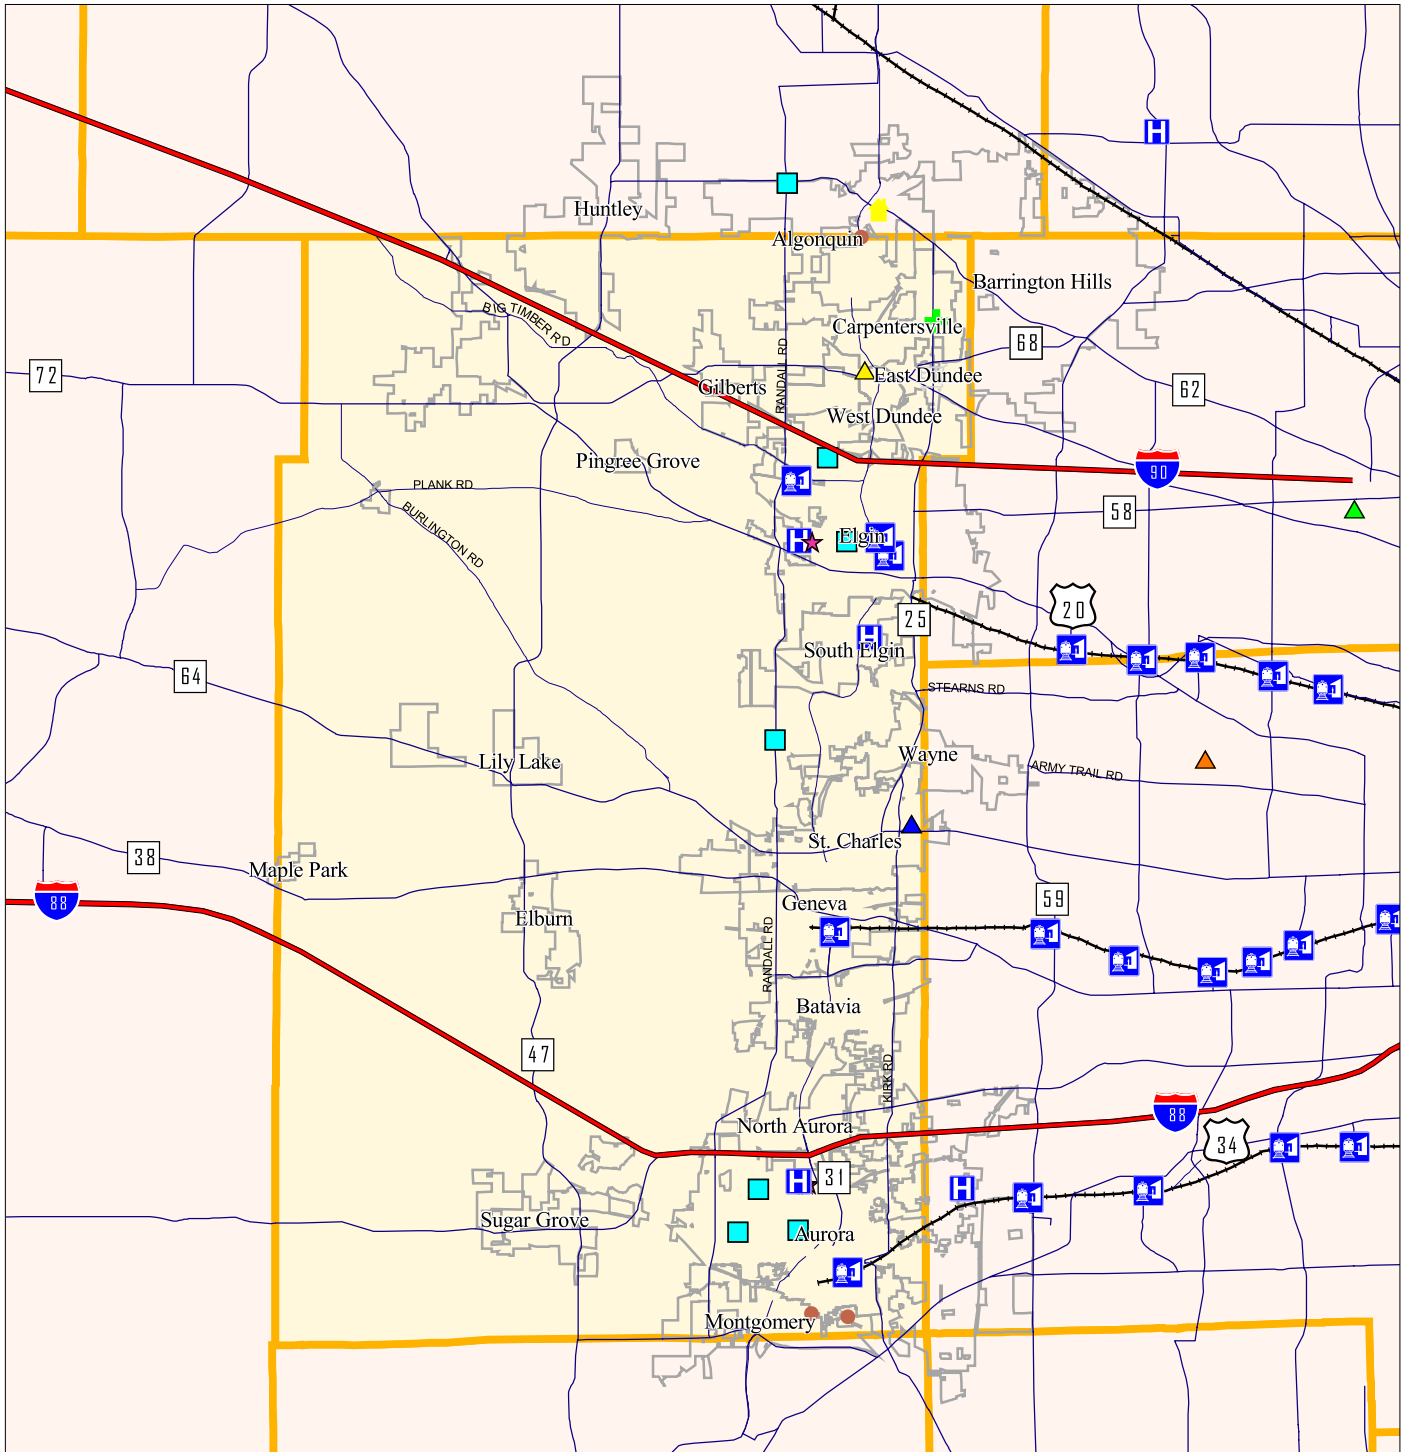 H
Huntley
Algonquin
Barrington Hills
BIG TIMBER RD
Carpentersville
68
RANDALL RD
72
East Dundee
Gilberts
62
West Dundee
Pingree Grove
90
PLANK RD
BURLINGTON RD
58
H
Elgin
20
25
H
South Elgin
64
STEARNS RD
Wayne
Lily Lake
ARMY TRAIL RD
St. Charles
38
Maple Park
88
59
Geneva
Elburn
RANDALL RD
Batavia
47
KIRK RD
88
North Aurora
34
H
31
H
Sugar Grove
Aurora
Montgomery